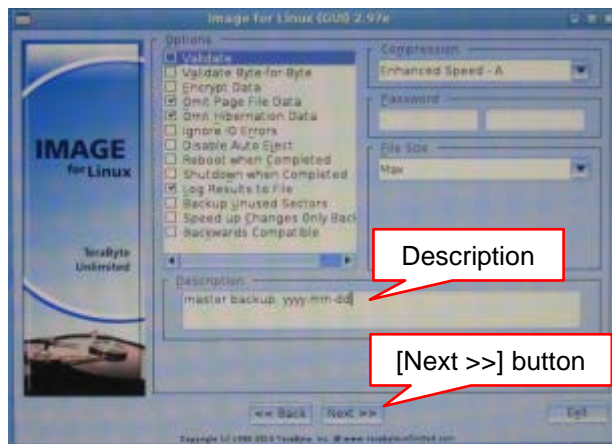 Image for Linux (GUI) 2.97e
Options
Validate
Validate Byte-for-Byte
Encrypt Data
Omit Page File Data
Omit Hibernation Data
Ignore IO Errors
Disable Auto Eject
Reboot when Completed
Shutdown when Completed
Log Results to File
Backup Unused Sectors
Speed up Changes Only Back
Backwards Compatible
Compression
Enhanced Speed - A
Password
File Size
Max
IMAGE
for Linux
TeraByte
Unlimited
Description
Description
master backup yyyy-mm-dd
[Next >>] button
<< Back
Next >>
Exit